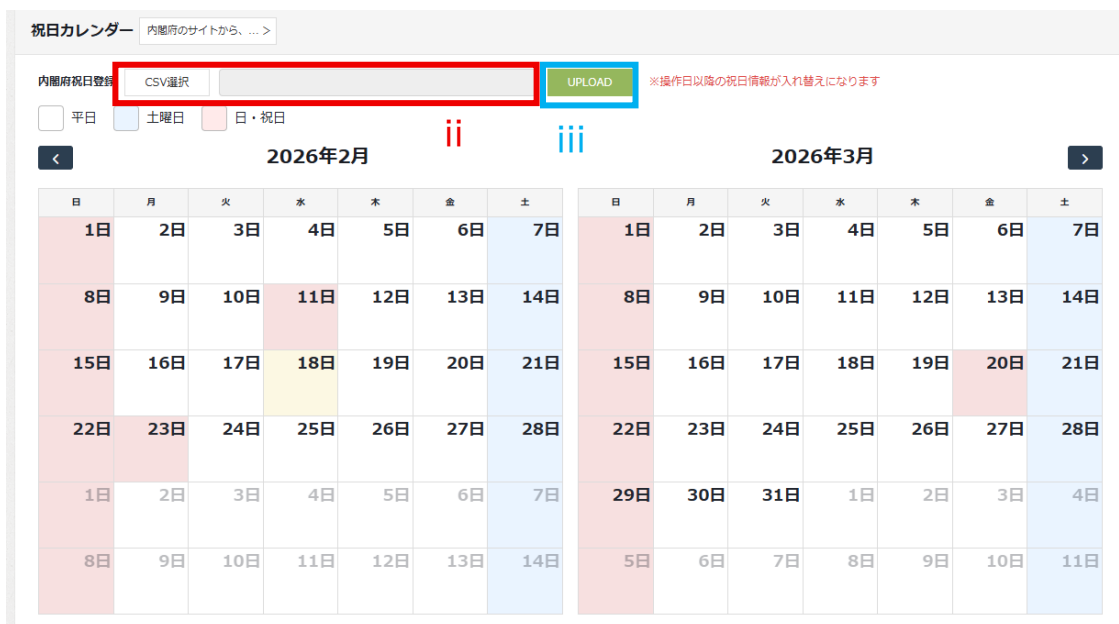 祝日カレンダー 内閣府のサイトから、... >
内閣府祝日登録 CSV選択 UPLOAD ※操作日以降の祝日情報が入れ替えになります
平日 土曜日 日・祝日
ii iii
< 2026年2月 2026年3月 >
日 月 火 水 木 金 土 日 月 火 水 木 金 土
1日 2日 3日 4日 5日 6日 7日 1日 2日 3日 4日 5日 6日 7日
8日 9日 10日 11日 12日 13日 14日 8日 9日 10日 11日 12日 13日 14日
15日 16日 17日 18日 19日 20日 21日 15日 16日 17日 18日 19日 20日 21日
22日 23日 24日 25日 26日 27日 28日 22日 23日 24日 25日 26日 27日 28日
1日 2日 3日 4日 5日 6日 7日 29日 30日 31日 1日 2日 3日 4日
8日 9日 10日 11日 12日 13日 14日 5日 6日 7日 8日 9日 10日 11日